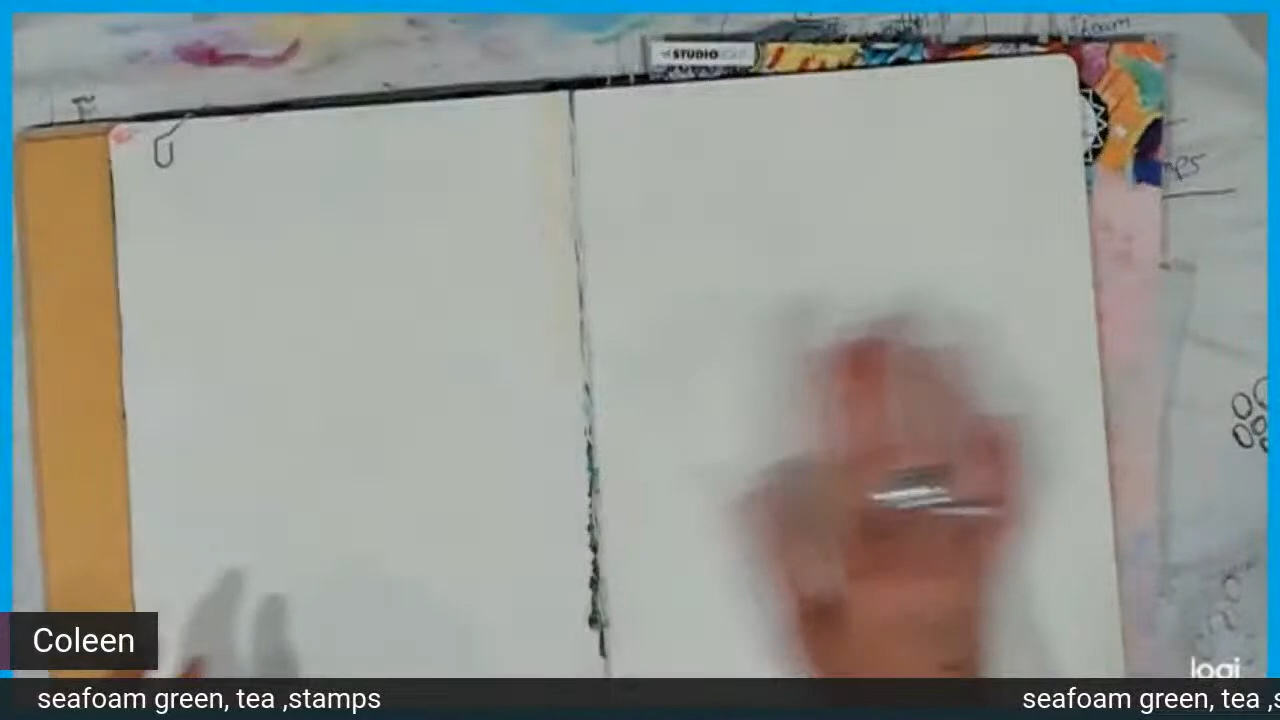 STUDIO
Coleen
logi
seafoam green, tea ,stamps
seafoam green, tea ,s